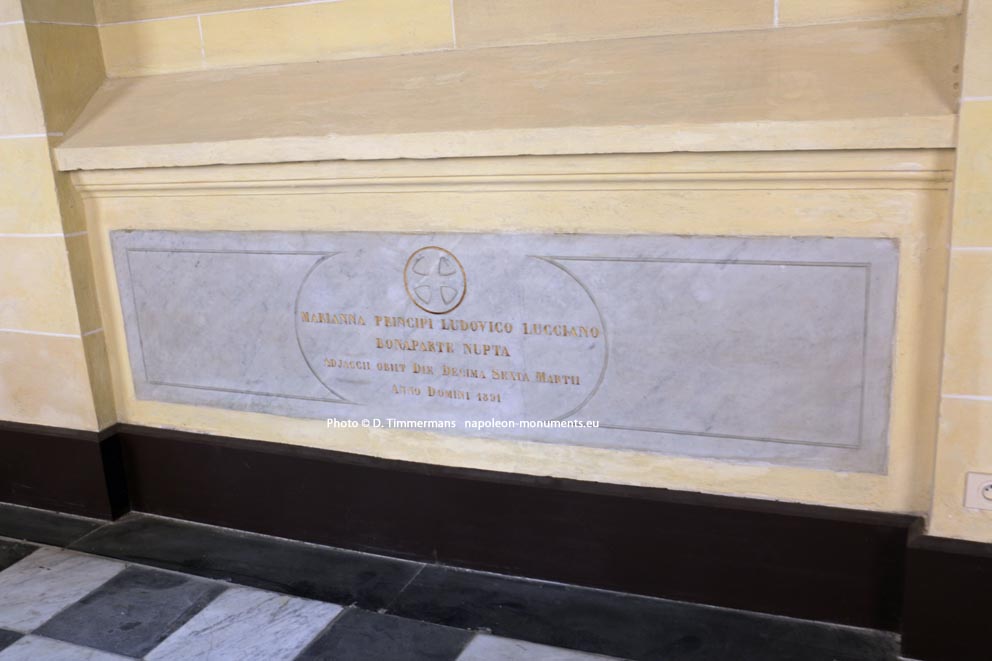 MARIANNA PRINCIPI LUDOVICO LUCCIANO
BONAPARTE NUPTA
ADJACCII OBIIT DIE DECIMA SEXTA MARTII
ANNO DOMINI 1891
Photo © D. Timmermans napoleon-monuments.eu